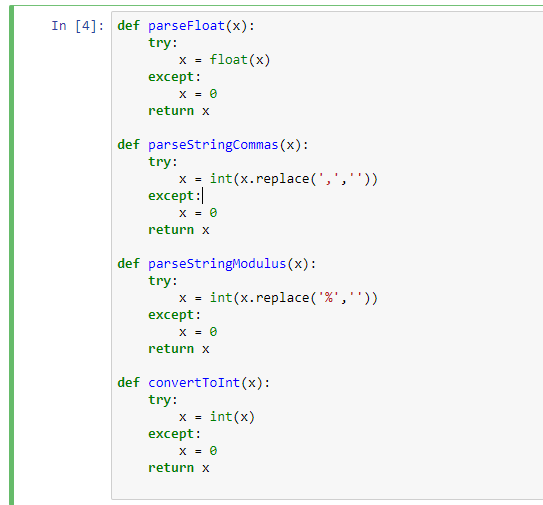 In [4]: def parseFloat(x):
    try:
        x = float(x)
    except:
        x = 0
    return x

def parseStringCommas(x):
    try:
        x = int(x.replace(',',''))
    except:
        x = 0
    return x

def parseStringModulus(x):
    try:
        x = int(x.replace('%',''))
    except:
        x = 0
    return x

def convertToInt(x):
    try:
        x = int(x)
    except:
        x = 0
    return x